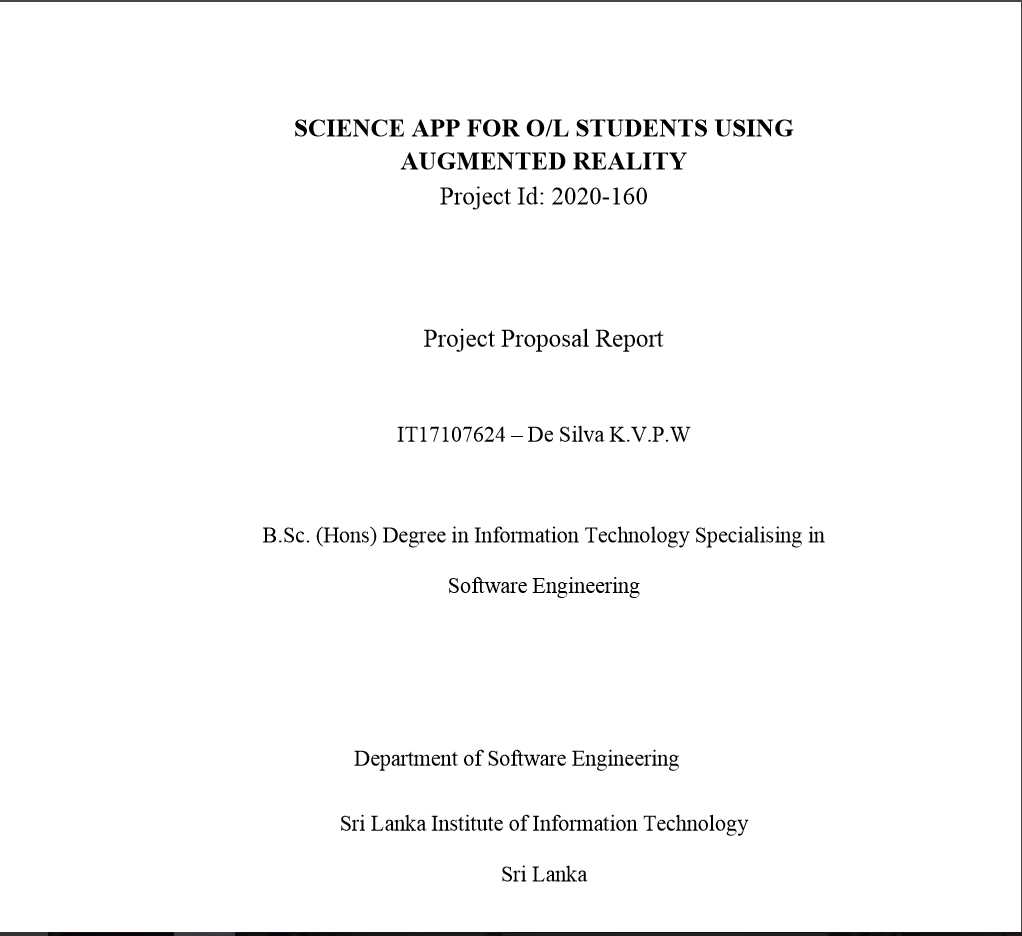 SCIENCE APP FOR O/L STUDENTS USING
AUGMENTED REALITY
Project Id: 2020-160
Project Proposal Report
IT17107624 – De Silva K.V.P.W
B.Sc. (Hons) Degree in Information Technology Specialising in
Software Engineering
Department of Software Engineering
Sri Lanka Institute of Information Technology
Sri Lanka